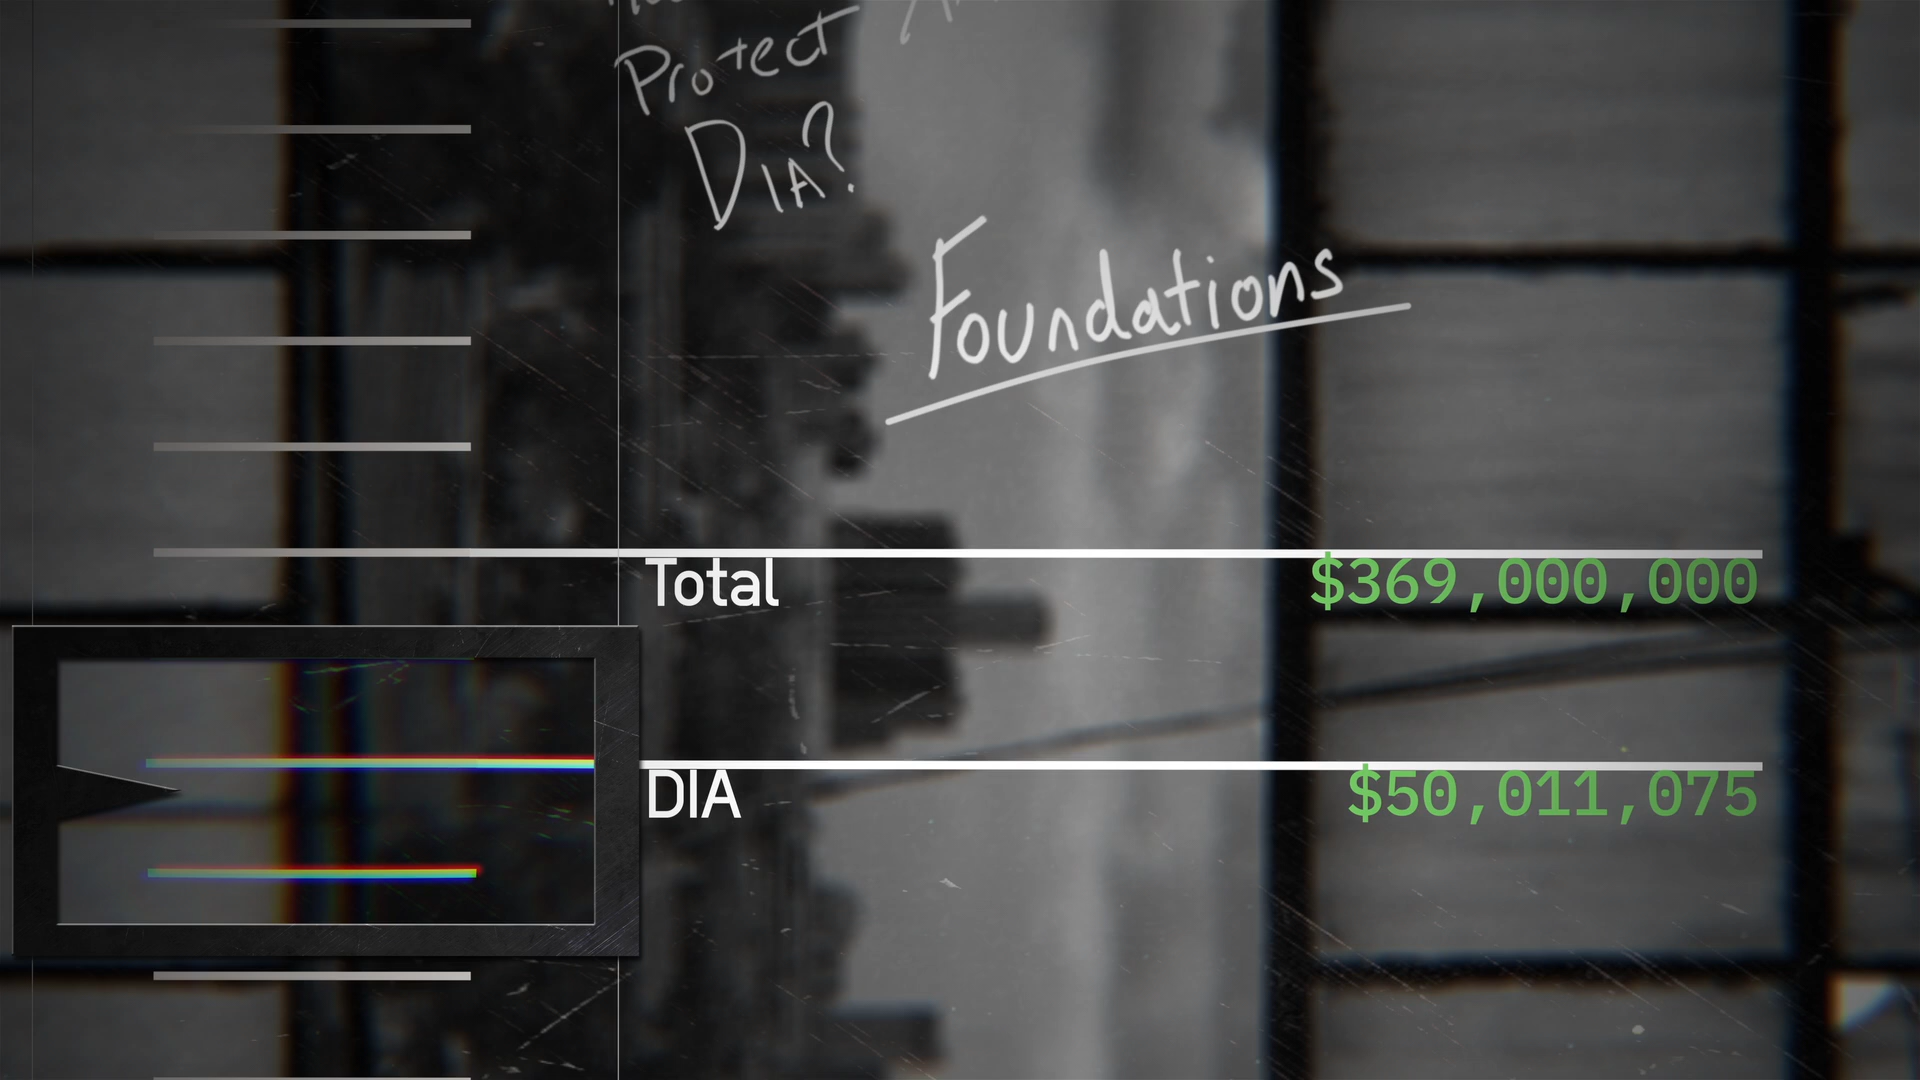 Protect
DIA?
Foundations
Total $369,000,000
DIA $50,011,075